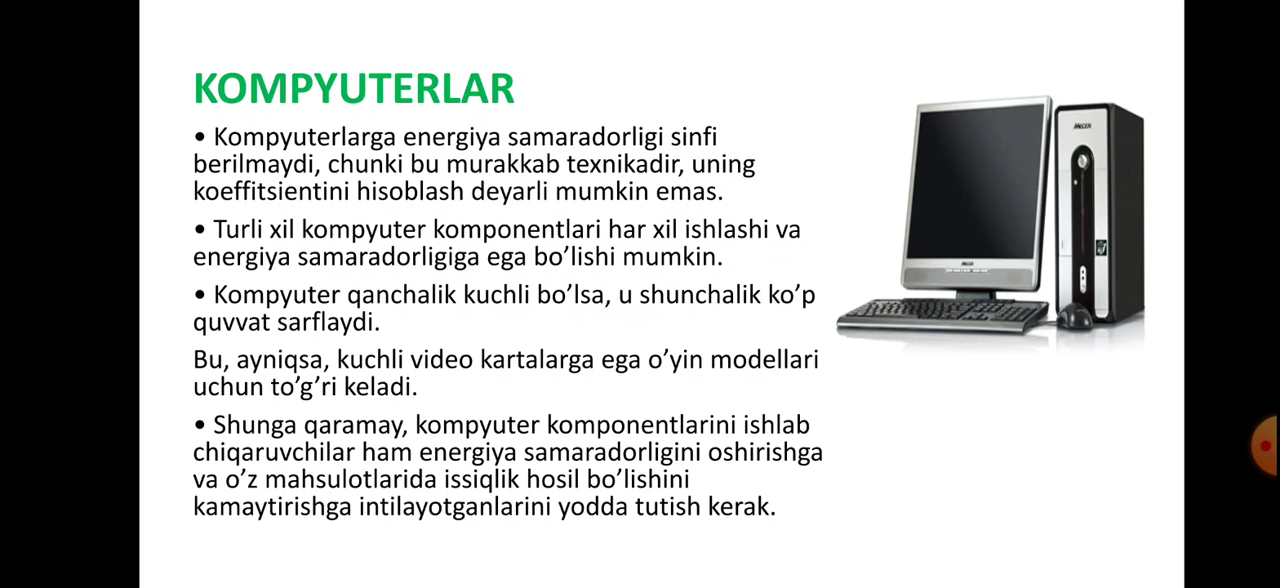 KOMPYUTERLAR
• Kompyuterlarga energiya samaradorligi sinfi
berilmaydi, chunki bu murakkab texnikadir, uning
koeffitsientini hisoblash deyarli mumkin emas.
• Turli xil kompyuter komponentlari har xil ishlashi va
energiya samaradorligiga ega bo’lishi mumkin.
• Kompyuter qanchalik kuchli bo’lsa, u shunchalik ko’p
quvvat sarflaydi.
Bu, ayniqsa, kuchli video kartalarga ega o’yin modellari
uchun to’g’ri keladi.
• Shunga qaramay, kompyuter komponentlarini ishlab
chiqaruvchilar ham energiya samaradorligini oshirishga
va o’z mahsulotlarida issiqlik hosil bo’lishini
kamaytirishga intilayotganlarini yodda tutish kerak.
MECER
MECER